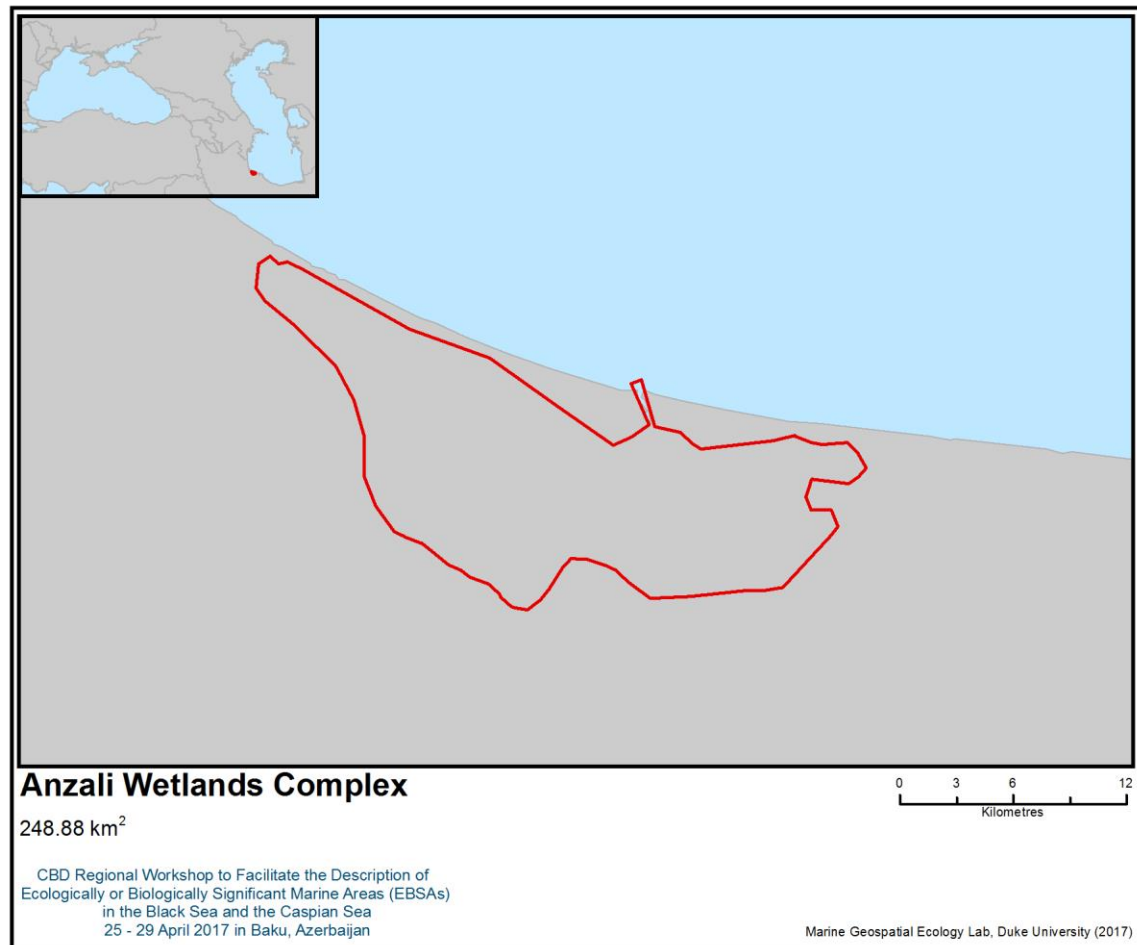 Anzali Wetlands Complex
248.88 km²
0 3 6 12
Kilometres
CBD Regional Workshop to Facilitate the Description of
Ecologically or Biologically Significant Marine Areas (EBSAs)
in the Black Sea and the Caspian Sea
25 - 29 April 2017 in Baku, Azerbaijan
Marine Geospatial Ecology Lab, Duke University (2017)